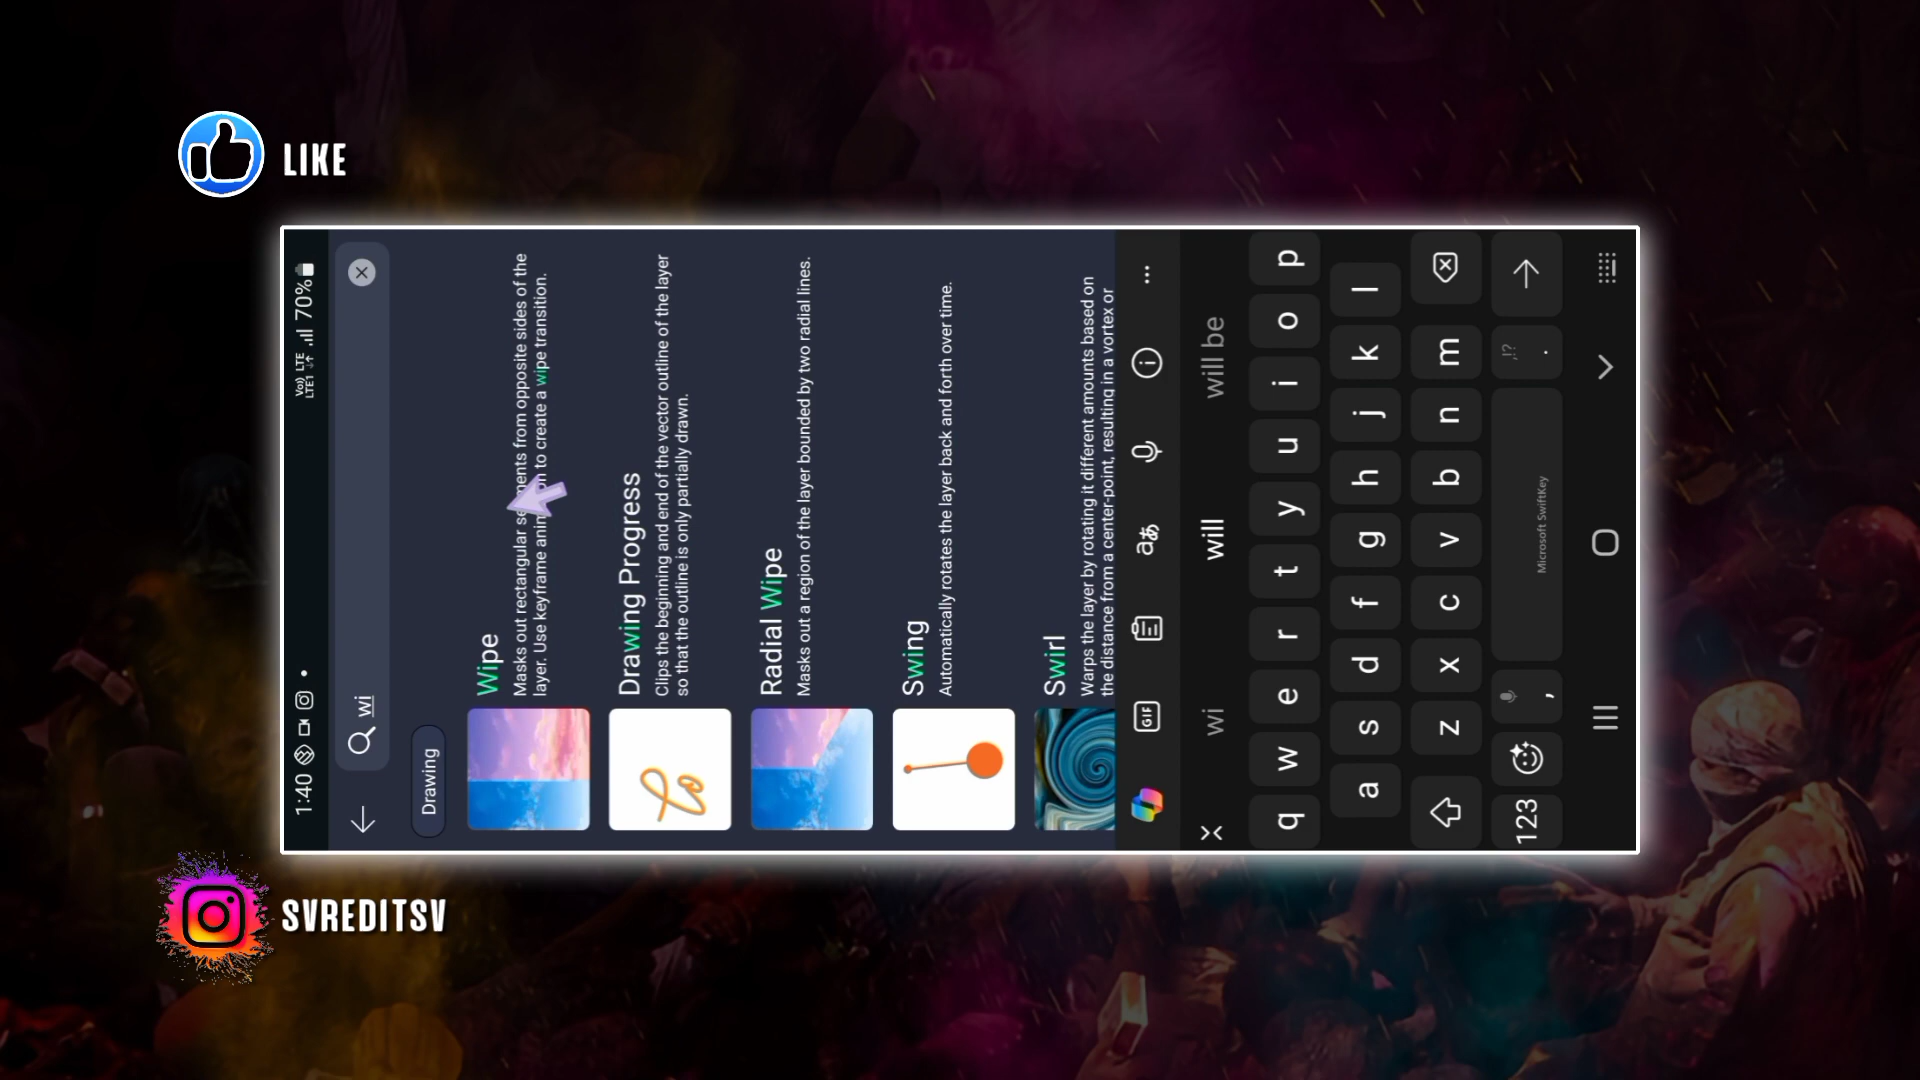 LIKE
1:40
Vo)) LTE
LTE1
70%
wi
Drawing
Wipe
Masks out rectangular se ments from opposite sides of the
layer. Use keyframe anim on to create a wipe transition.
Drawing Progress
Clips the beginning and end of the vector outline of the layer
so that the outline is only partially drawn.
Radial Wipe
Masks out a region of the layer bounded by two radial lines.
Swing
Automatically rotates the layer back and forth over time.
Swirl
Warps the layer by rotating it different amounts based on
the distance from a center-point, resulting in a vortex or
GIF
wi will will be
q w e r t y u i o p
a s d f g h j k l
z x c v b n m
123 , Microsoft SwiftKey ,!? .
SVREDITSV